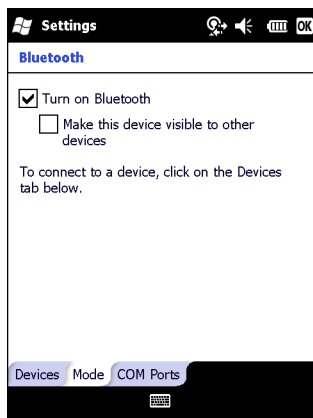 Settings
OK
Bluetooth
Turn on Bluetooth
Make this device visible to other
devices
To connect to a device, click on the Devices
tab below.
Devices Mode COM Ports